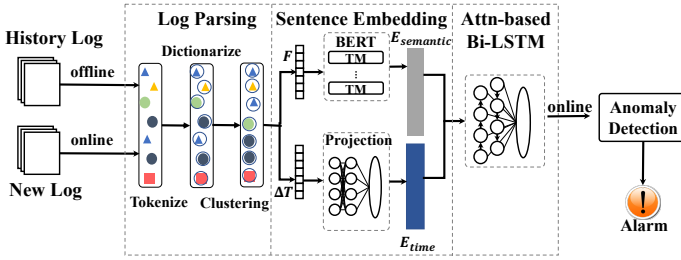 Log Parsing
Sentence Embedding
Attn-based
Bi-LSTM
History Log
offline
online
New Log
Dictionarize
Tokenize
Clustering
F
BERT
TM
⋮
TM
E_semantic
ΔT
Projection
E_time
online
Anomaly
Detection
!
Alarm